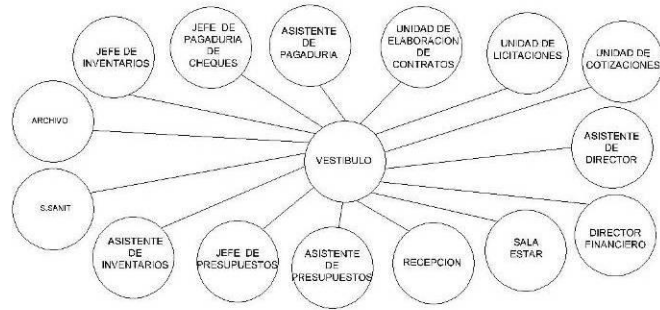 JEFE DE
INVENTARIOS
JEFE DE
PAGADURIA
DE
CHEQUES
ASISTENTE
DE
PAGADURIA
UNIDAD DE
ELABORACION
DE
CONTRATOS
UNIDAD DE
LICITACIONES
UNIDAD DE
COTIZACIONES
ARCHIVO
VESTIBULO
ASISTENTE
DE
DIRECTOR
S.SANIT
ASISTENTE
DE
INVENTARIOS
JEFE DE
PRESUPUESTOS
ASISTENTE
DE
PRESUPUESTOS
RECEPCION
SALA
ESTAR
DIRECTOR
FINANCIERO